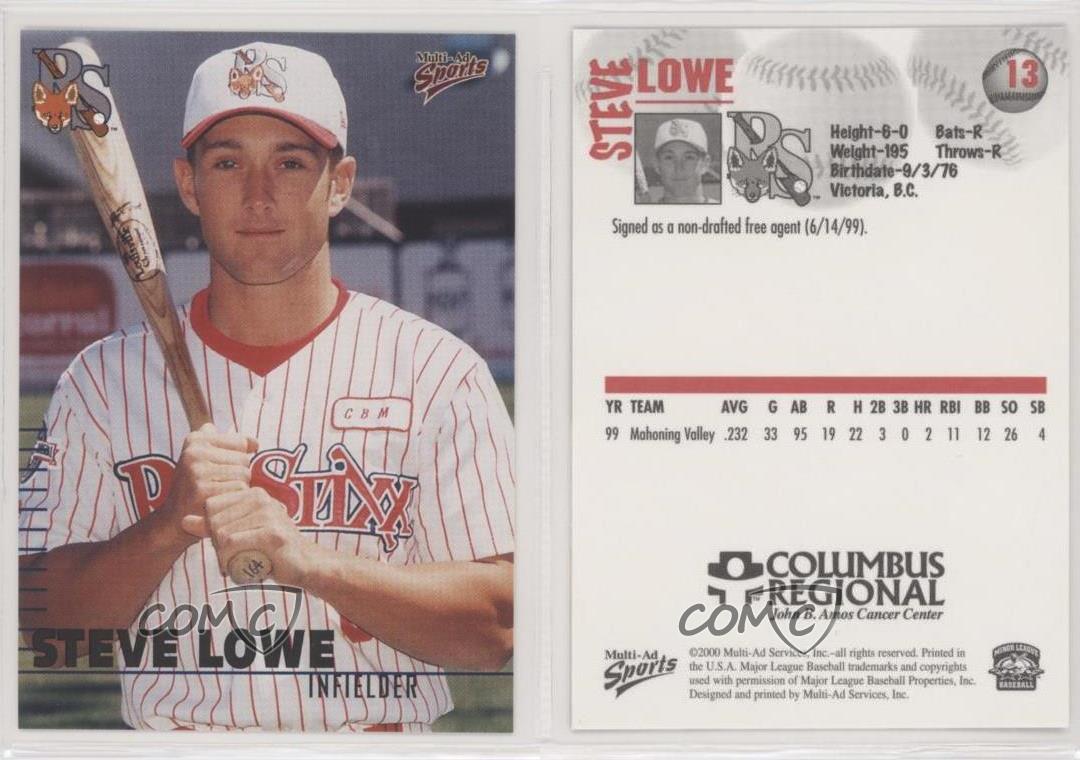 RS
RS
Multi-Ad
Sports
CBM
RedStixx
164
STEVE LOWE
INFIELDER
COMC
STEVE
LOWE
13
RS
Height-6-0 Bats-R
Weight-195 Throws-R
Birthdate-9/3/76
Victoria, B.C.
Signed as a non-drafted free agent (6/14/99).
YR TEAM AVG G AB R H 2B 3B HR RBI BB SO SB
99 Mahoning Valley .232 33 95 19 22 3 0 2 11 12 26 4
COLUMBUS
REGIONAL
John B. Amos Cancer Center
COMC
Multi-Ad
Sports
©2000 Multi-Ad Services, Inc.-all rights reserved. Printed in
the U.S.A. Major League Baseball trademarks and copyrights
used with permission of Major League Baseball Properties, Inc.
Designed and printed by Multi-Ad Services, Inc.
MINOR LEAGUE
BASEBALL